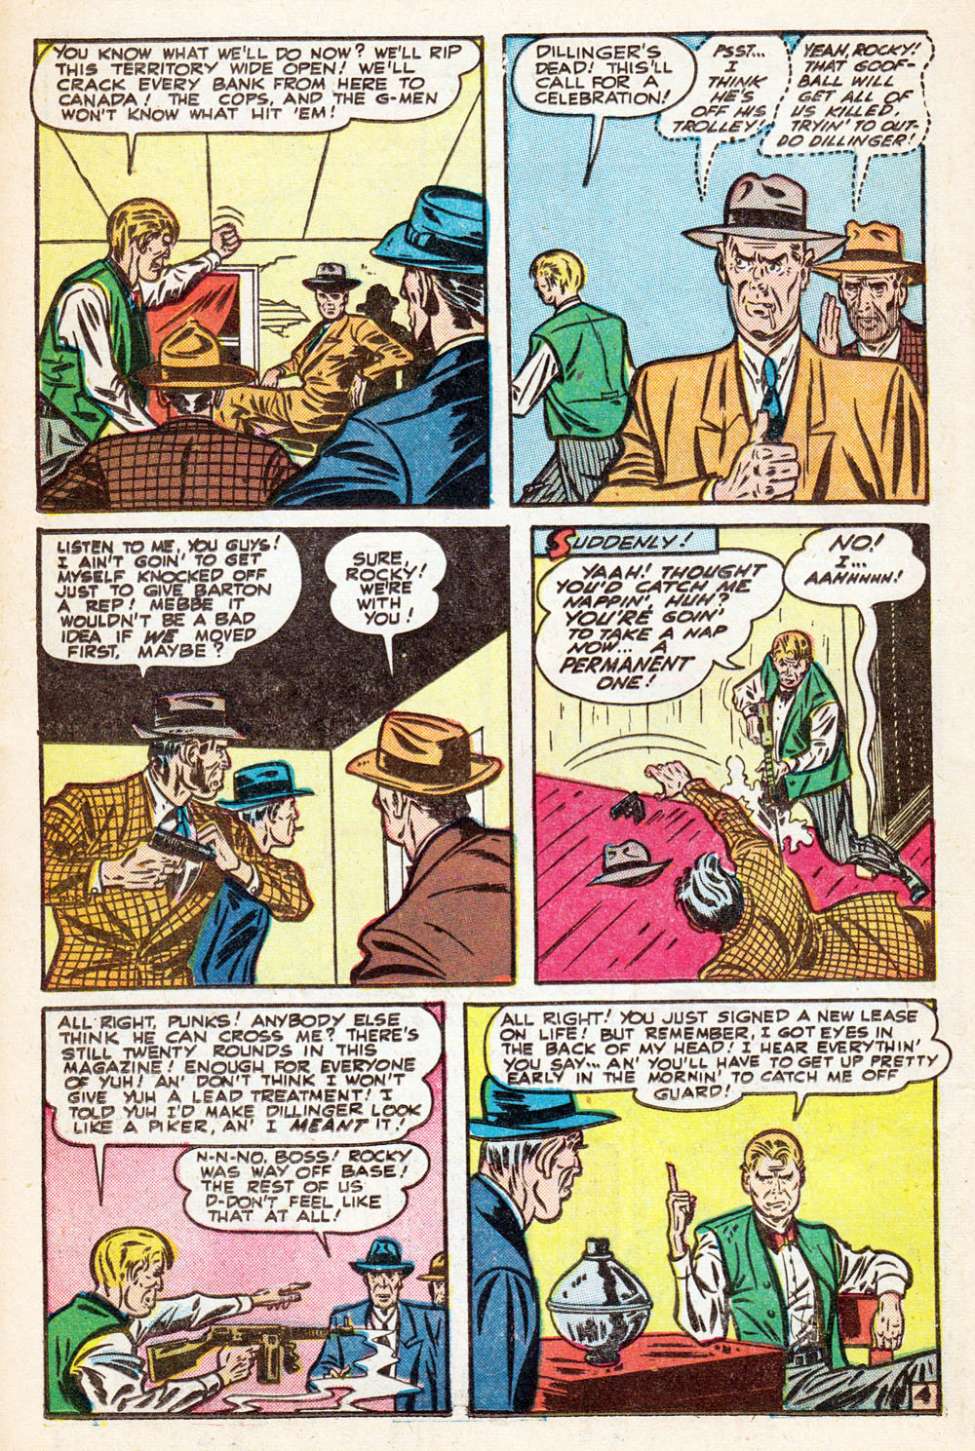 YOU KNOW WHAT WE'LL DO NOW? WE'LL RIP
THIS TERRITORY WIDE OPEN! WE'LL
CRACK EVERY BANK FROM HERE TO
CANADA! THE COPS, AND THE G-MEN
WON'T KNOW WHAT HIT 'EM!
DILLINGER'S
DEAD! THIS'LL
CALL FOR A
CELEBRATION!
PSST...
I
THINK
HE'S
OFF HIS
TROLLEY!
YEAH, ROCKY!
THAT GOOF-
BALL WILL
GET ALL OF
US KILLED,
TRYIN' TO OUT-
DO DILLINGER!
LISTEN TO ME, YOU GUYS!
I AIN'T GOIN' TO GET
MYSELF KNOCKED OFF
JUST TO GIVE BARTON
A REP! MEBBE IT
WOULDN'T BE A BAD
IDEA IF WE MOVED
FIRST, MAYBE?
SURE,
ROCKY!
WE'RE
WITH
YOU!
SUDDENLY!
YAAH! THOUGHT
YOU'D CATCH ME
NAPPIN' HUH?
YOU'RE GOIN'
TO TAKE A NAP
NOW... A
PERMANENT
ONE!
NO!
I...
AAHHHHH!
ALL RIGHT, PUNKS! ANYBODY ELSE
THINK HE CAN CROSS ME? THERE'S
STILL TWENTY ROUNDS IN THIS
MAGAZINE! ENOUGH FOR EVERYONE
OF YUH! AN' DON'T THINK I WON'T
GIVE YUH A LEAD TREATMENT! I
TOLD YUH I'D MAKE DILLINGER LOOK
LIKE A PIKER, AN' I MEANT IT!
N-N-NO, BOSS! ROCKY
WAS WAY OFF BASE!
THE REST OF US
D-DON'T FEEL LIKE
THAT AT ALL!
ALL RIGHT! YOU JUST SIGNED A NEW LEASE
ON LIFE! BUT REMEMBER, I GOT EYES IN
THE BACK OF MY HEAD! I HEAR EVERYTHIN'
YOU SAY... AN' YOU'LL HAVE TO GET UP PRETTY
EARLY IN THE MORNIN' TO CATCH ME OFF
GUARD!
4